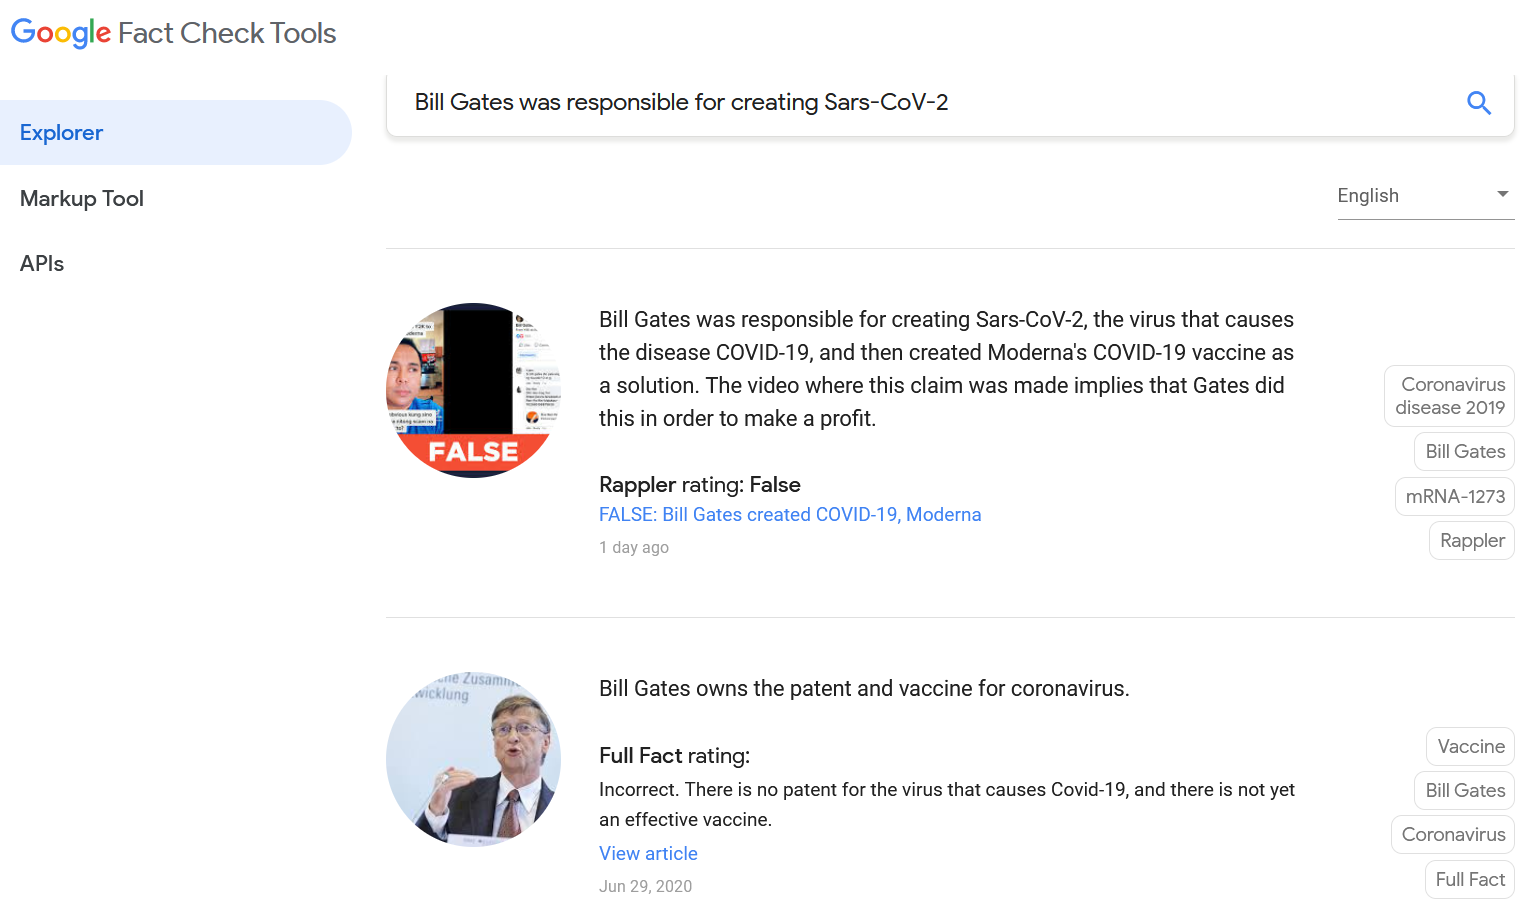 Google Fact Check Tools
Bill Gates was responsible for creating Sars-CoV-2
Explorer
Markup Tool
APIs
English
FALSE
Bill Gates was responsible for creating Sars-CoV-2, the virus that causes
the disease COVID-19, and then created Moderna's COVID-19 vaccine as
a solution. The video where this claim was made implies that Gates did
this in order to make a profit.
Rappler rating: False
FALSE: Bill Gates created COVID-19, Moderna
1 day ago
Coronavirus
disease 2019
Bill Gates
mRNA-1273
Rappler
Bill Gates owns the patent and vaccine for coronavirus.
Full Fact rating:
Incorrect. There is no patent for the virus that causes Covid-19, and there is not yet
an effective vaccine.
View article
Jun 29, 2020
Vaccine
Bill Gates
Coronavirus
Full Fact